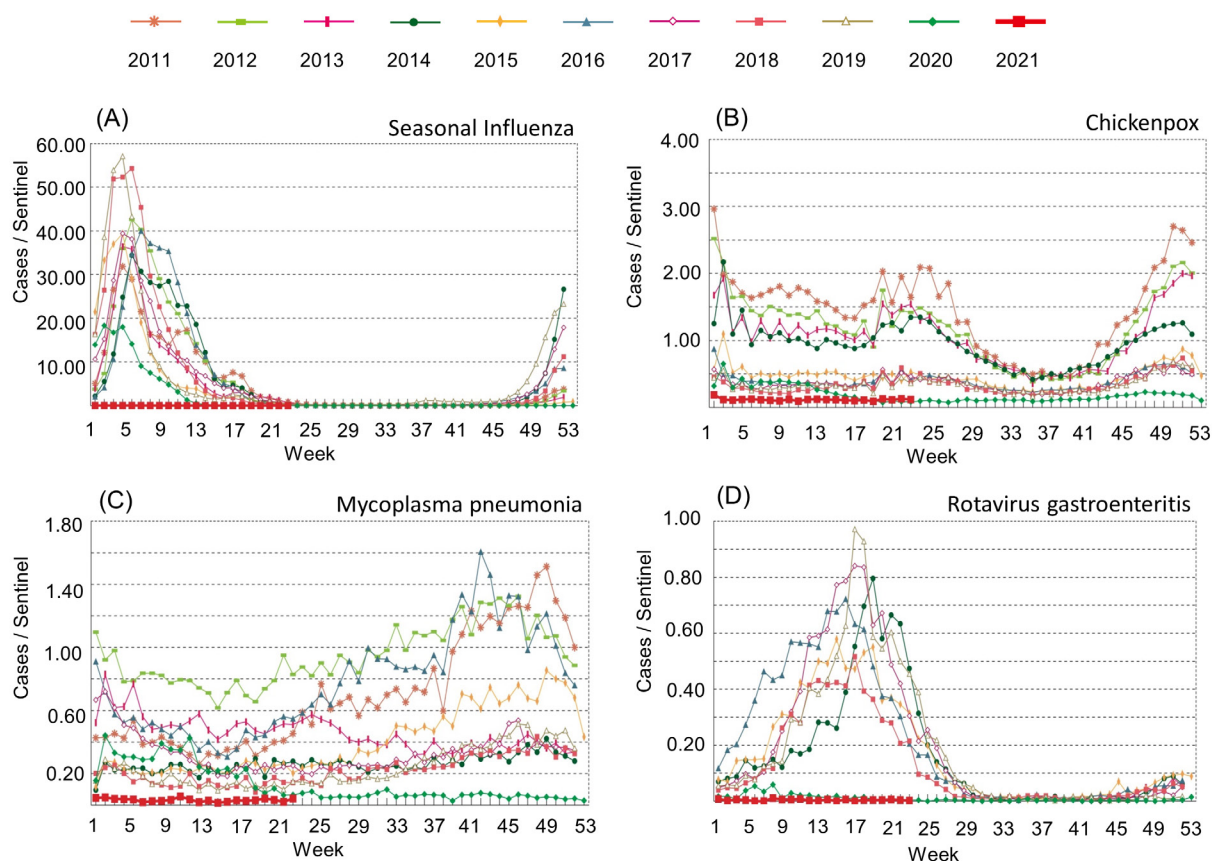 2011 2012 2013 2014 2015 2016 2017 2018 2019 2020 2021
(A)
Seasonal Influenza
Cases / Sentinel
60.00
50.00
40.00
30.00
20.00
10.00
1 5 9 13 17 21 25 29 33 37 41 45 49 53
Week
(B)
Chickenpox
Cases / Sentinel
4.00
3.00
2.00
1.00
1 5 9 13 17 21 25 29 33 37 41 45 49 53
Week
(C)
Mycoplasma pneumonia
Cases / Sentinel
1.80
1.40
1.00
0.60
0.20
1 5 9 13 17 21 25 29 33 37 41 45 49 53
Week
(D)
Rotavirus gastroenteritis
Cases / Sentinel
1.00
0.80
0.60
0.40
0.20
1 5 9 13 17 21 25 29 33 37 41 45 49 53
Week